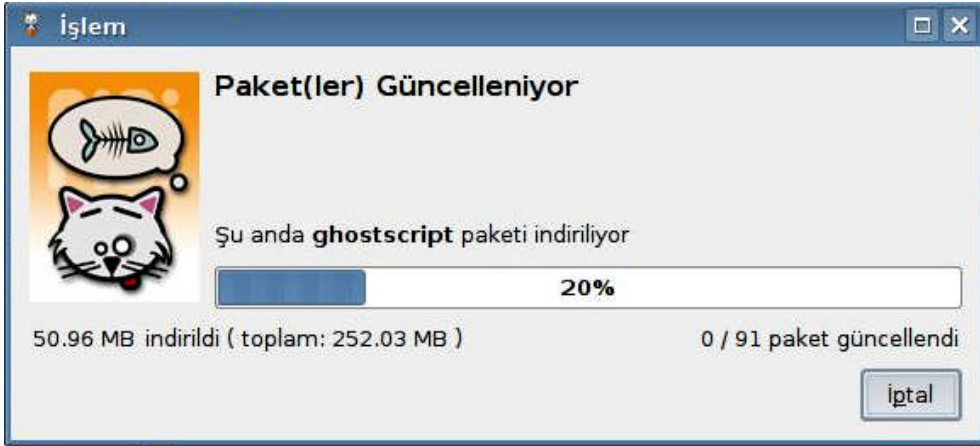 İşlem
Paket(ler) Güncelleniyor
Şu anda ghostscript paketi indiriliyor
20%
50.96 MB indirildi ( toplam: 252.03 MB )
0 / 91 paket güncellendi
İptal